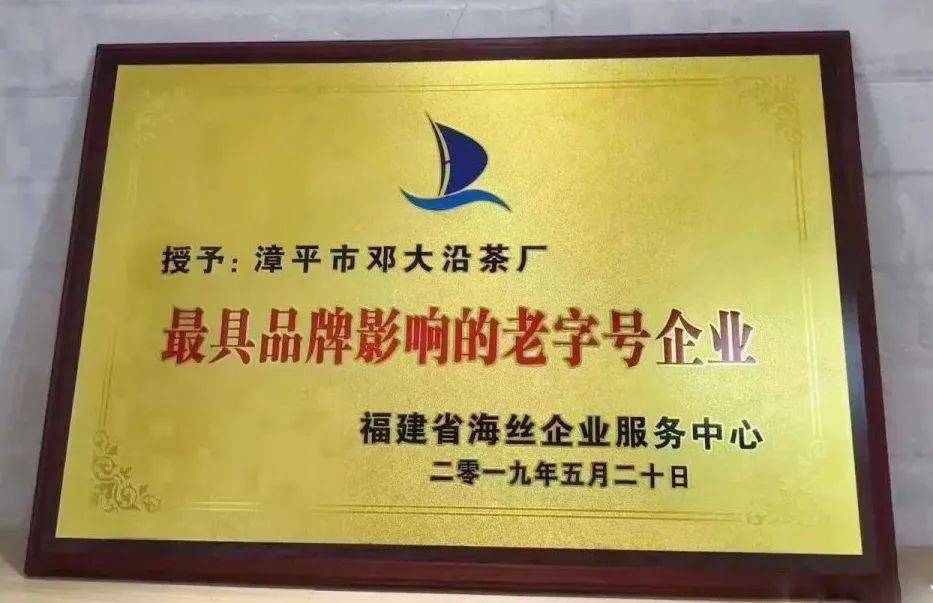 授予：漳平市邓大沿茶厂
最具品牌影响的老字号企业
福建省海丝企业服务中心
二零一九年五月二十日